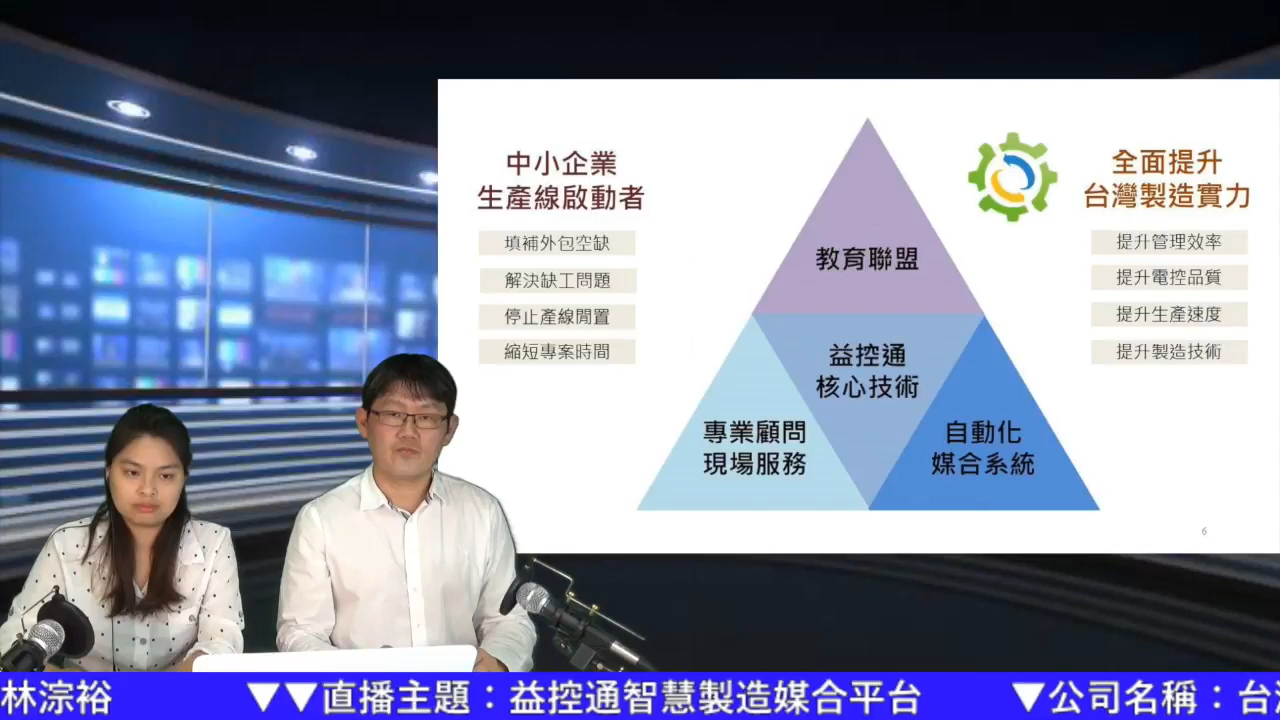 中小企業
生產線啟動者
填補外包空缺
解決缺工問題
停止產線閒置
縮短專案時間
教育聯盟
益控通
核心技術
專業顧問
現場服務
自動化
媒合系統
全面提升
台灣製造實力
提升管理效率
提升電控品質
提升生產速度
提升製造技術
6
林淙裕 ▼▼直播主題：益控通智慧製造媒合平台 ▼公司名稱：台